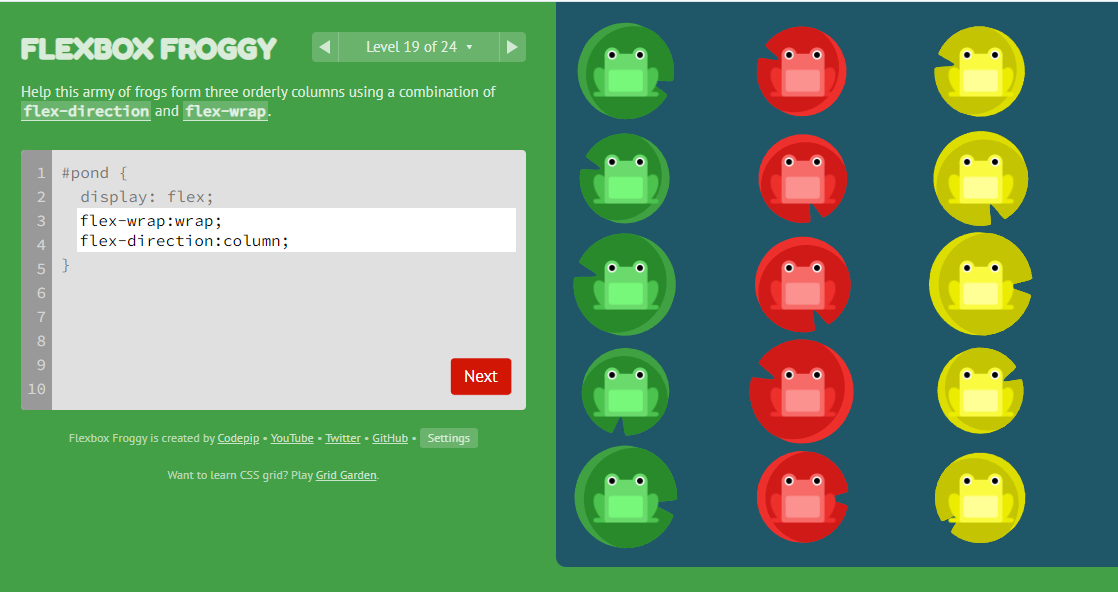 FLEXBOX FROGGY
Level 19 of 24
Help this army of frogs form three orderly columns using a combination of
flex-direction and flex-wrap.
1 #pond {
2 display: flex;
3 flex-wrap:wrap;
4 flex-direction:column;
5 }
6
7
8
9
10
Next
Flexbox Froggy is created by Codepip • YouTube • Twitter • GitHub • Settings
Want to learn CSS grid? Play Grid Garden.